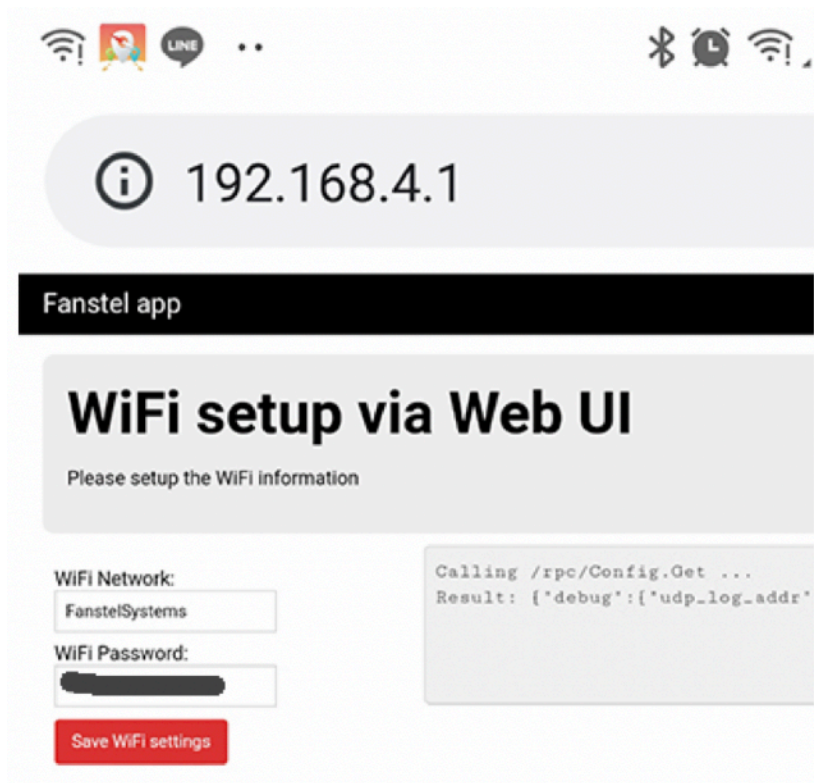 LINE
192.168.4.1
Fanstel app
WiFi setup via Web UI
Please setup the WiFi information
WiFi Network:
FanstelSystems
WiFi Password:
Save WiFi settings
Calling /rpc/Config.Get ...
Result: {"debug":{"udp_log_addr"